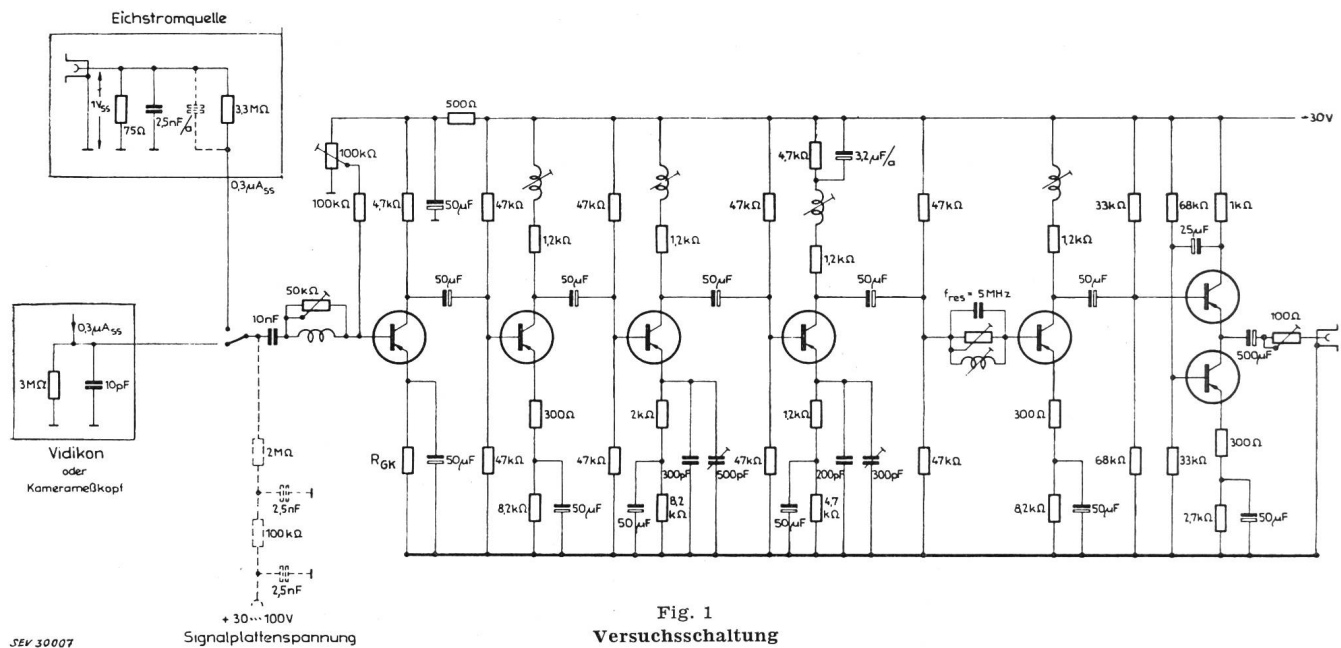 Eichstromquelle
1V_SS
75Ω
2,5nF/a
3,3MΩ
0,3µA_SS
100kΩ
100kΩ
4,7kΩ
50µF
500Ω
47kΩ
1,2kΩ
47kΩ
1,2kΩ
47kΩ
4,7kΩ
3,2µF/a
1,2kΩ
47kΩ
1,2kΩ
33kΩ
68kΩ
1kΩ
25µF
-30V
50kΩ
10nF
50µF
50µF
50µF
50µF
f_res = 5MHz
50µF
500µF
100Ω
0,3µA_SS
3MΩ
10pF
Vidikon
oder
Kamerameßkopf
R_GK
50µF
47kΩ
300Ω
8,2kΩ
50µF
47kΩ
2kΩ
300pF
500pF
50µF
8,2
kΩ
47kΩ
1,2kΩ
200pF
300pF
50µF
4,7
kΩ
47kΩ
300Ω
8,2kΩ
50µF
68kΩ
33kΩ
300Ω
2,7kΩ
50µF
2MΩ
2,5nF
100kΩ
2,5nF
+ 30...100V
Signalplattenspannung
SEV 30007
Fig. 1
Versuchsschaltung